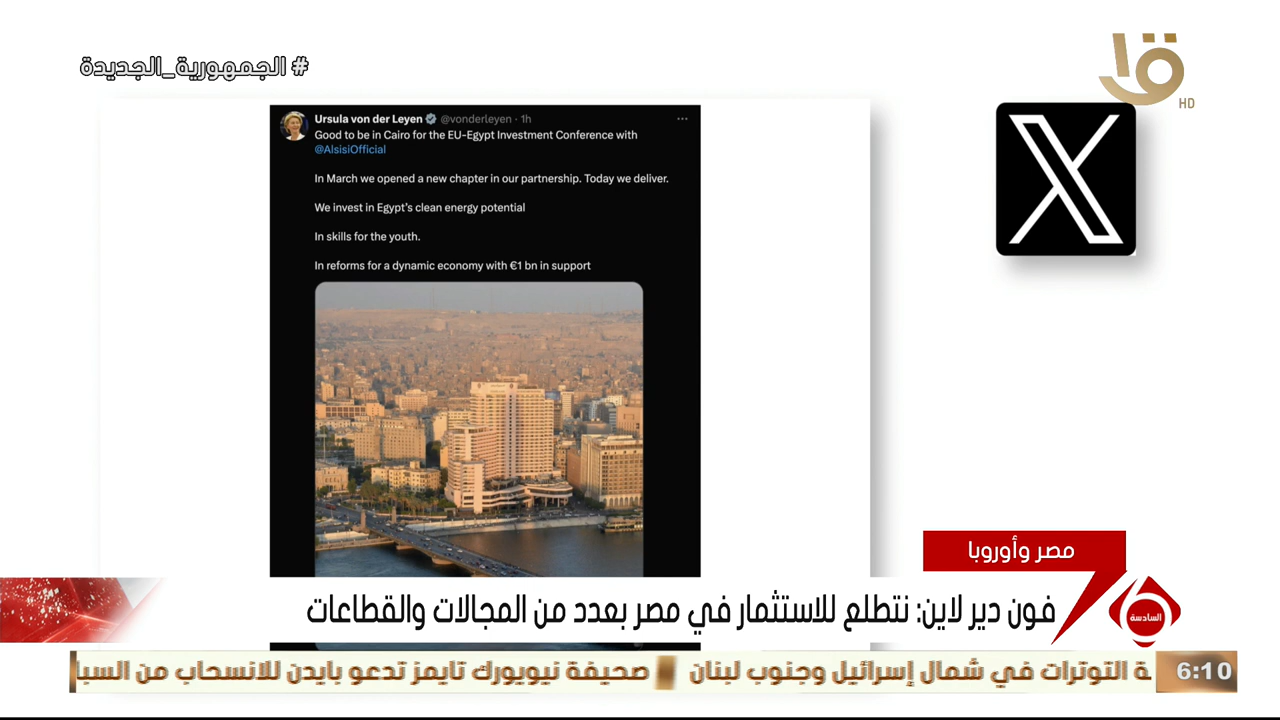 # الجمهورية_الجديدة
HD
Ursula von der Leyen @vonderleyen · 1h
Good to be in Cairo for the EU-Egypt Investment Conference with
@AlsisiOfficial
In March we opened a new chapter in our partnership. Today we deliver.
We invest in Egypt's clean energy potential
In skills for the youth.
In reforms for a dynamic economy with €1 bn in support
مصر وأوروبا
السادسة
فون دير لاين: نتطلع للاستثمار في مصر بعدد من المجالات والقطاعات
ة التوترات في شمال إسرائيل وجنوب لبنان صحيفة نيويورك تايمز تدعو بايدن للانسحاب من السبا
6:10